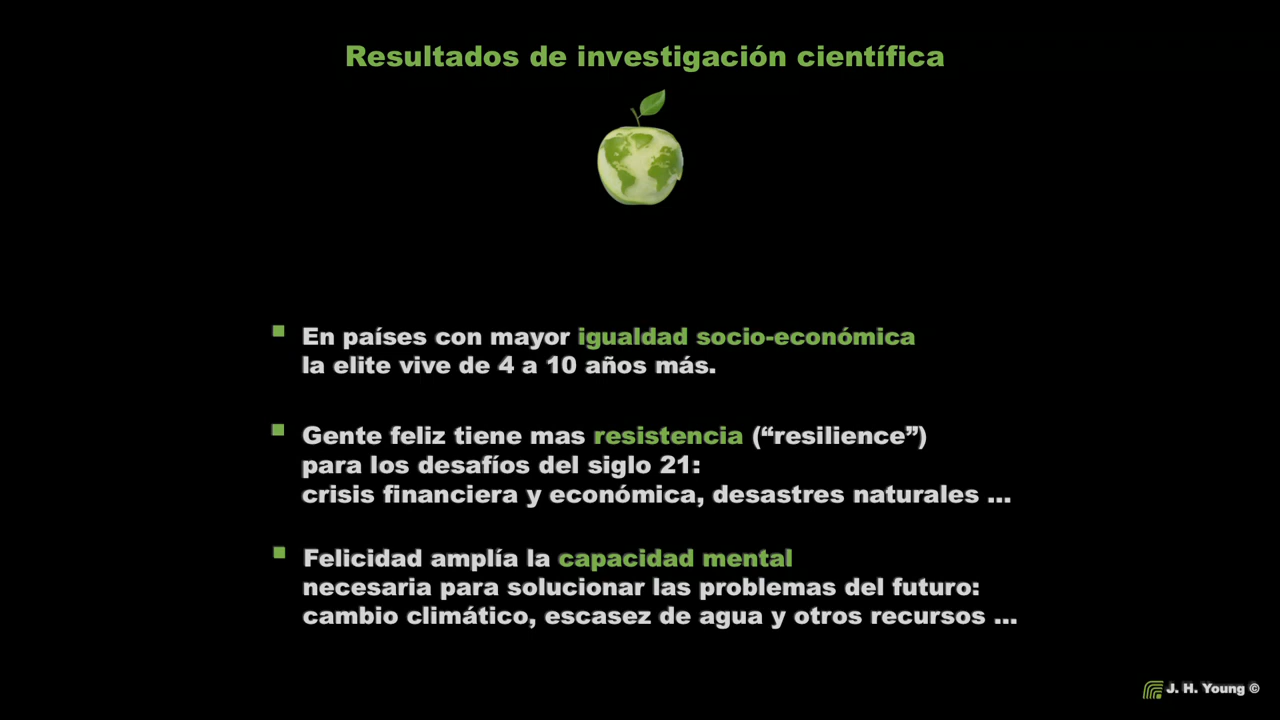 Resultados de investigación científica
En países con mayor igualdad socio-económica
la elite vive de 4 a 10 años más.
Gente feliz tiene mas resistencia (“resilience”)
para los desafíos del siglo 21:
crisis financiera y económica, desastres naturales ...
Felicidad amplía la capacidad mental
necesaria para solucionar las problemas del futuro:
cambio climático, escasez de agua y otros recursos ...
J. H. Young ©